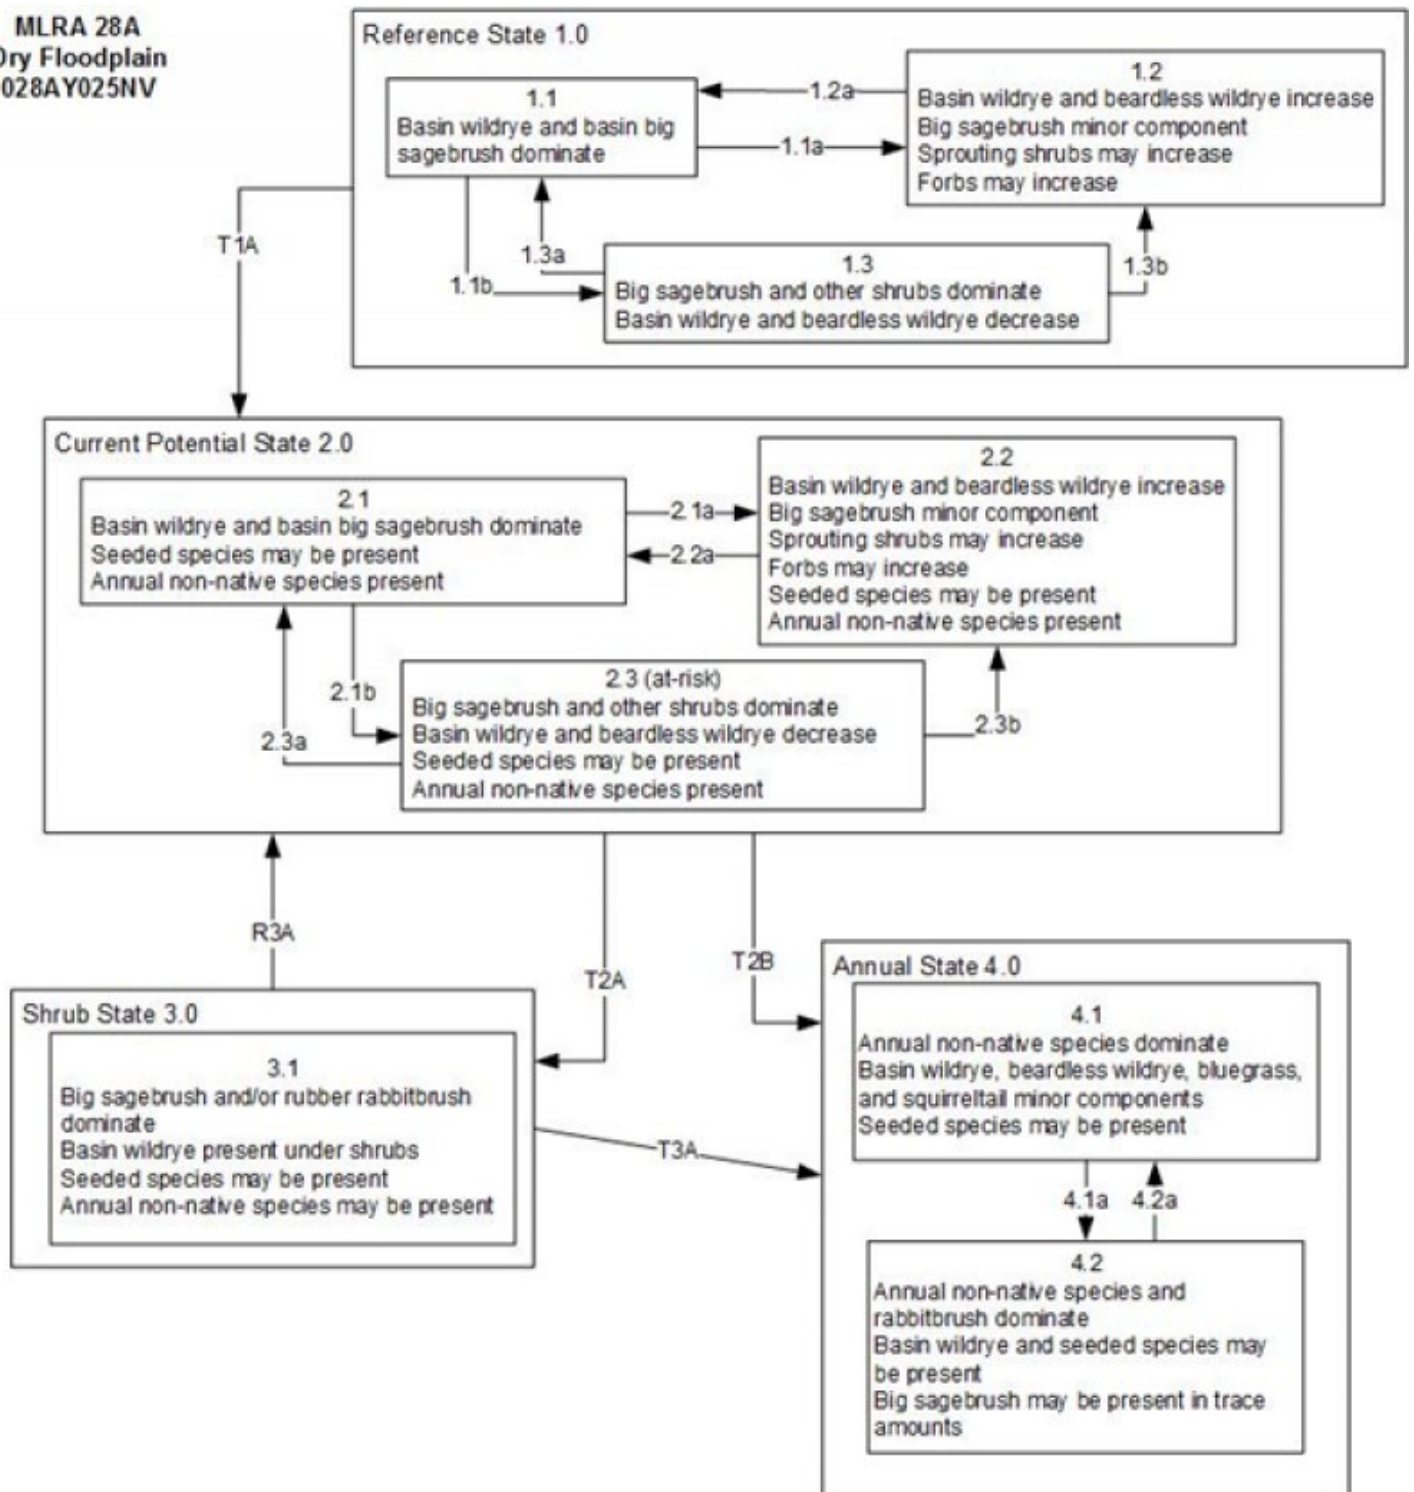 MLRA 28A
Dry Floodplain
028AY025NV
Reference State 1.0
1.1
Basin wildrye and basin big
sagebrush dominate
1.2a
1.1a
1.2
Basin wildrye and beardless wildrye increase
Big sagebrush minor component
Sprouting shrubs may increase
Forbs may increase
T1A
1.3a
1.1b
1.3
Big sagebrush and other shrubs dominate
Basin wildrye and beardless wildrye decrease
1.3b
Current Potential State 2.0
2.1
Basin wildrye and basin big sagebrush dominate
Seeded species may be present
Annual non-native species present
2.1a
2.2a
2.2
Basin wildrye and beardless wildrye increase
Big sagebrush minor component
Sprouting shrubs may increase
Forbs may increase
Seeded species may be present
Annual non-native species present
2.1b
2.3a
2.3 (at-risk)
Big sagebrush and other shrubs dominate
Basin wildrye and beardless wildrye decrease
Seeded species may be present
Annual non-native species present
2.3b
R3A
T2A
T2B
Shrub State 3.0
3.1
Big sagebrush and/or rubber rabbitbrush
dominate
Basin wildrye present under shrubs
Seeded species may be present
Annual non-native species may be present
T3A
Annual State 4.0
4.1
Annual non-native species dominate
Basin wildrye, beardless wildrye, bluegrass,
and squirreltail minor components
Seeded species may be present
4.1a
4.2a
4.2
Annual non-native species and
rabbitbrush dominate
Basin wildrye and seeded species may
be present
Big sagebrush may be present in trace
amounts